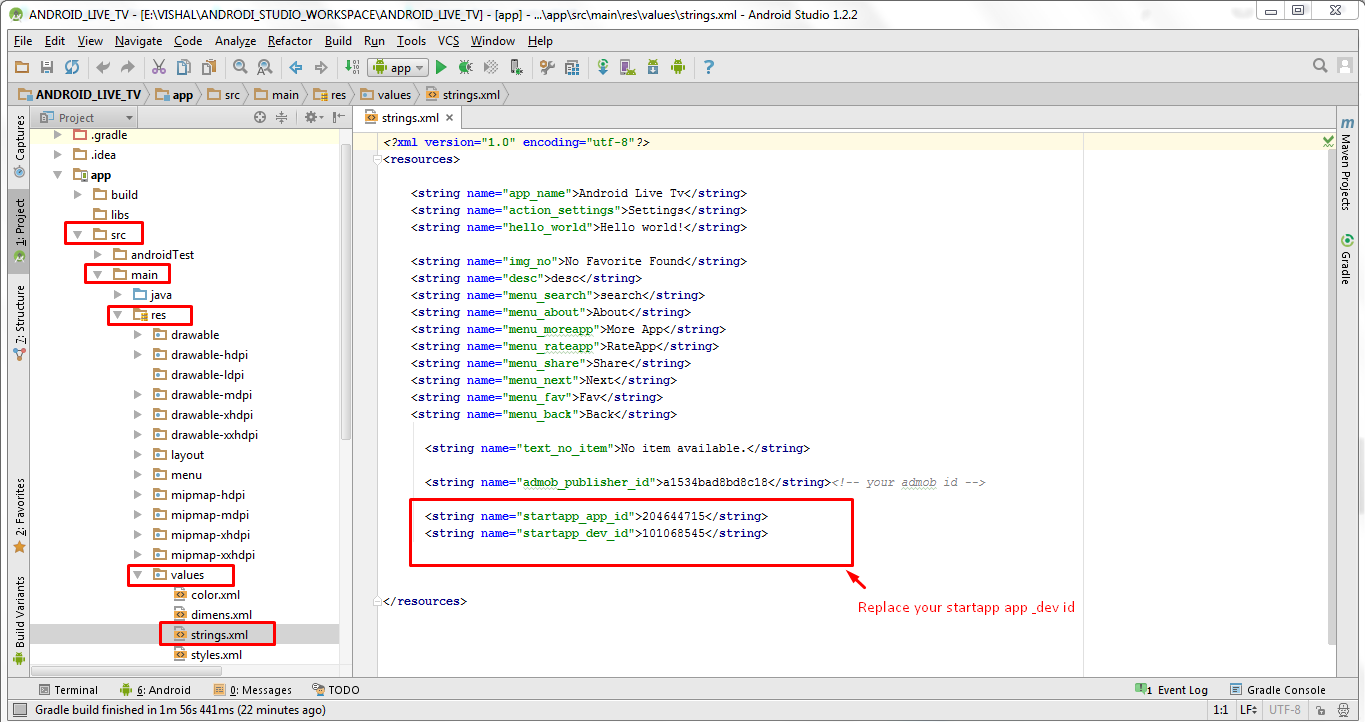 ANDROID_LIVE_TV - [E:\VISHAL\ANDRODI_STUDIO_WORKSPACE\ANDROID_LIVE_TV] - [app] - ...\app\src\main\res\values\strings.xml - Android Studio 1.2.2
File Edit View Navigate Code Analyze Refactor Build Run Tools VCS Window Help
app
ANDROID_LIVE_TV app src main res values strings.xml
Project
strings.xml
Captures
1: Project
7: Structure
2: Favorites
Build Variants
.gradle
.idea
app
build
libs
src
androidTest
main
java
res
drawable
drawable-hdpi
drawable-ldpi
drawable-mdpi
drawable-xhdpi
drawable-xxhdpi
layout
menu
mipmap-hdpi
mipmap-mdpi
mipmap-xhdpi
mipmap-xxhdpi
values
color.xml
dimens.xml
strings.xml
styles.xml
<?xml version="1.0" encoding="utf-8"?>
<resources>
<string name="app_name">Android Live Tv</string>
<string name="action_settings">Settings</string>
<string name="hello_world">Hello world!</string>
<string name="img_no">No Favorite Found</string>
<string name="desc">desc</string>
<string name="menu_search">search</string>
<string name="menu_about">About</string>
<string name="menu_moreapp">More App</string>
<string name="menu_rateapp">RateApp</string>
<string name="menu_share">Share</string>
<string name="menu_next">Next</string>
<string name="menu_fav">Fav</string>
<string name="menu_back">Back</string>
<string name="text_no_item">No item available.</string>
<string name="admob_publisher_id">a1534bad8bd8c18</string><!-- your admob id -->
<string name="startapp_app_id">204644715</string>
<string name="startapp_dev_id">101068545</string>
</resources>
Replace your startapp app _dev id
m
Maven Projects
Gradle
Terminal 6: Android 0: Messages TODO 1 Event Log Gradle Console
Gradle build finished in 1m 56s 441ms (22 minutes ago) 1:1 LF UTF-8